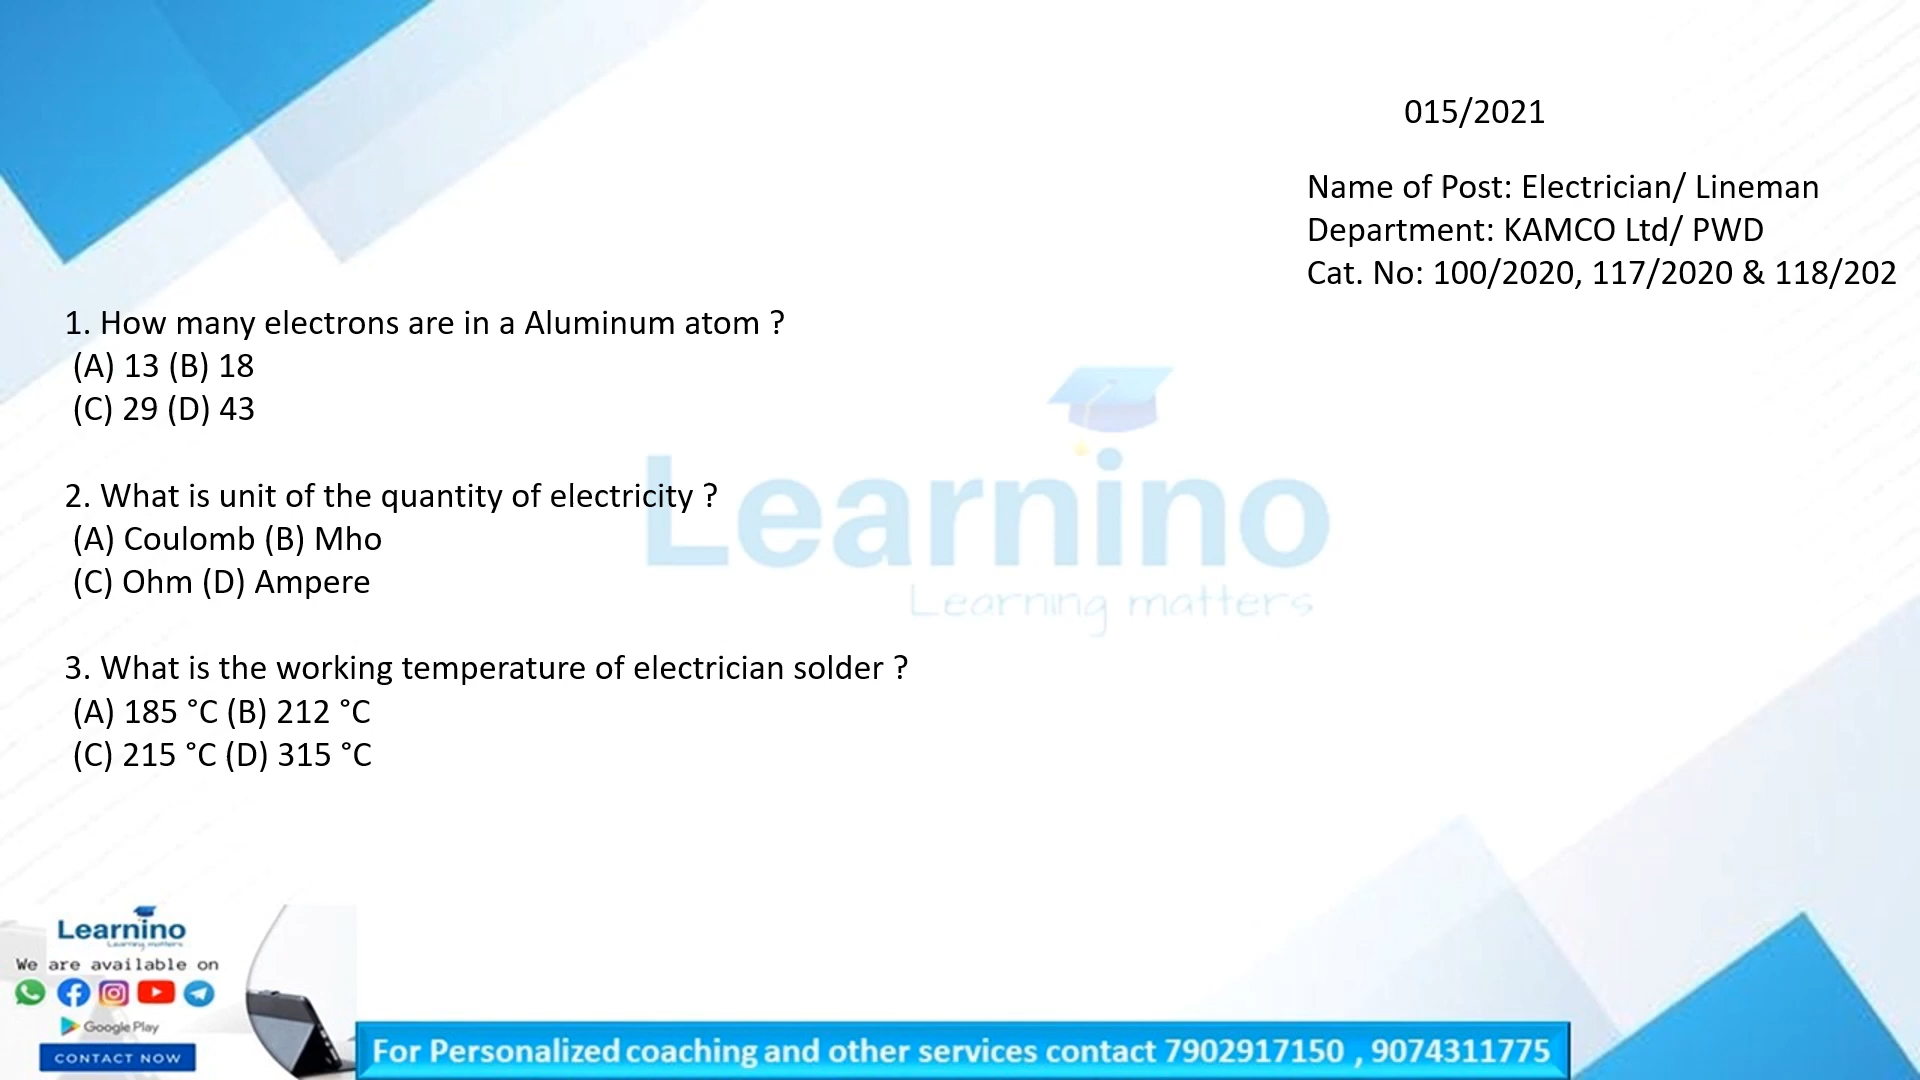 015/2021
Name of Post: Electrician/ Lineman
Department: KAMCO Ltd/ PWD
Cat. No: 100/2020, 117/2020 & 118/202
1. How many electrons are in a Aluminum atom ?
(A) 13 (B) 18
(C) 29 (D) 43
2. What is unit of the quantity of electricity ?
(A) Coulomb (B) Mho
(C) Ohm (D) Ampere
3. What is the working temperature of electrician solder ?
(A) 185 °C (B) 212 °C
(C) 215 °C (D) 315 °C
Learnino
Learning matters
Learnino
Learning matters
We are available on
Google Play
CONTACT NOW
For Personalized coaching and other services contact 7902917150 , 9074311775